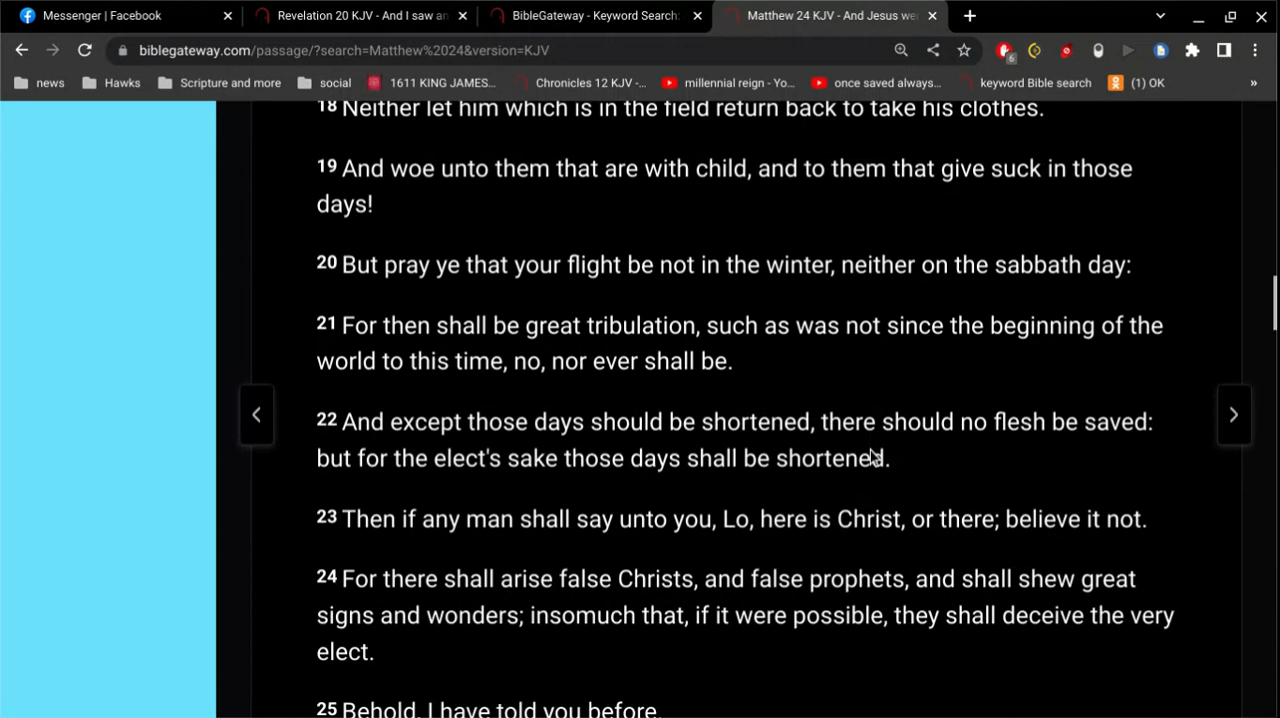 Messenger | Facebook
Revelation 20 KJV - And I saw an
BibleGateway - Keyword Search:
Matthew 24 KJV - And Jesus we
biblegateway.com/passage/?search=Matthew%2024&version=KJV
6
news
Hawks
Scripture and more
social
1611 KING JAMES...
Chronicles 12 KJV -...
millennial reign - Yo...
once saved always...
keyword Bible search
(1) OK
»
18 Neither let him which is in the field return back to take his clothes.
19 And woe unto them that are with child, and to them that give suck in those
days!
20 But pray ye that your flight be not in the winter, neither on the sabbath day:
21 For then shall be great tribulation, such as was not since the beginning of the
world to this time, no, nor ever shall be.
22 And except those days should be shortened, there should no flesh be saved:
but for the elect's sake those days shall be shortened.
23 Then if any man shall say unto you, Lo, here is Christ, or there; believe it not.
24 For there shall arise false Christs, and false prophets, and shall shew great
signs and wonders; insomuch that, if it were possible, they shall deceive the very
elect.
25 Behold, I have told you before.